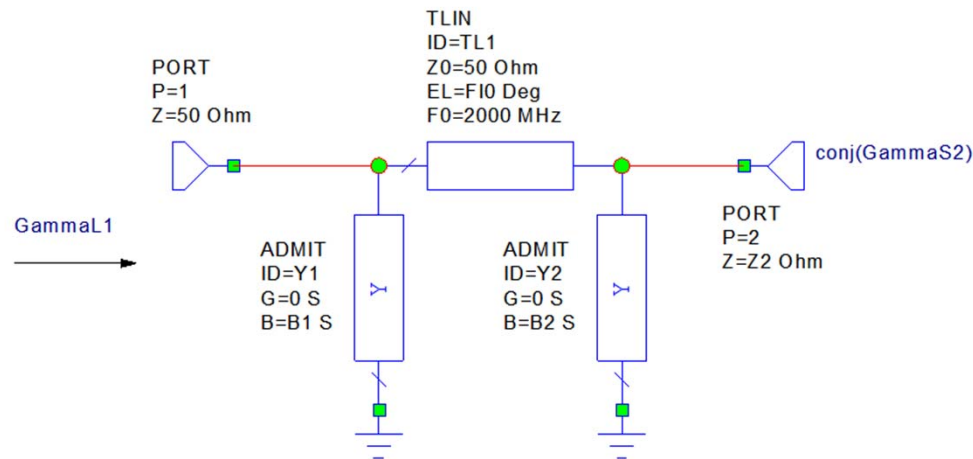 TLIN
ID=TL1
Z0=50 Ohm
EL=FI0 Deg
F0=2000 MHz
PORT
P=1
Z=50 Ohm
conj(GammaS2)
PORT
P=2
Z=Z2 Ohm
GammaL1
ADMIT
ID=Y1
G=0 S
B=B1 S
Y
ADMIT
ID=Y2
G=0 S
B=B2 S
Y